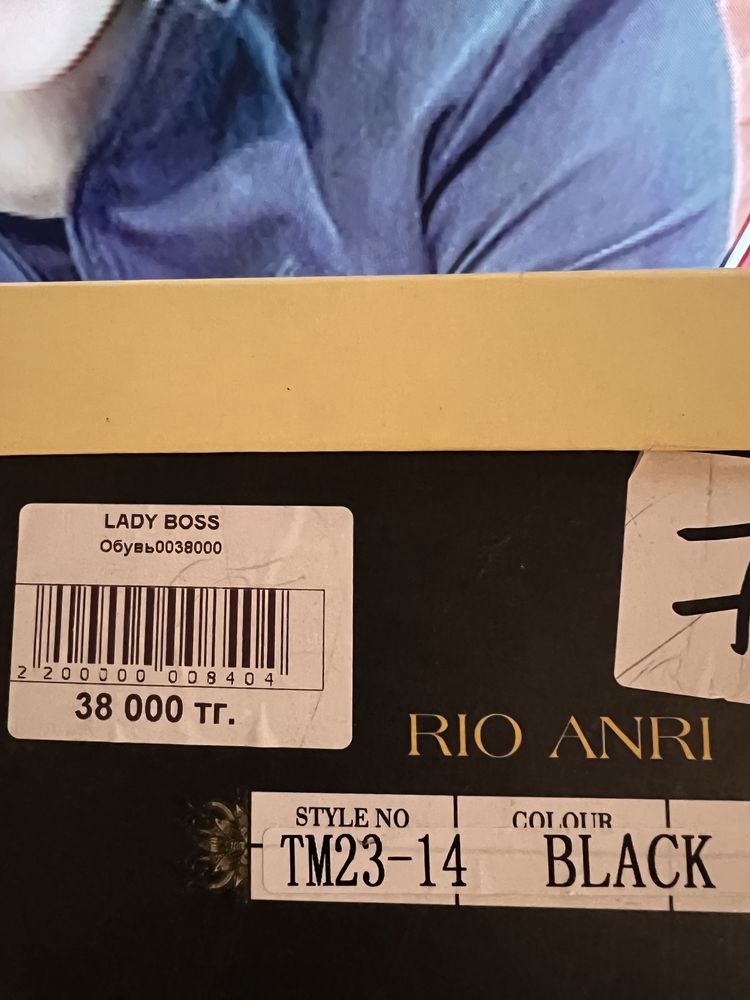 LADY BOSS
Обувь0038000
2 200000 008404
38 000 тг.
RIO ANRI
STYLE NO COLOUR
TM23-14 BLACK